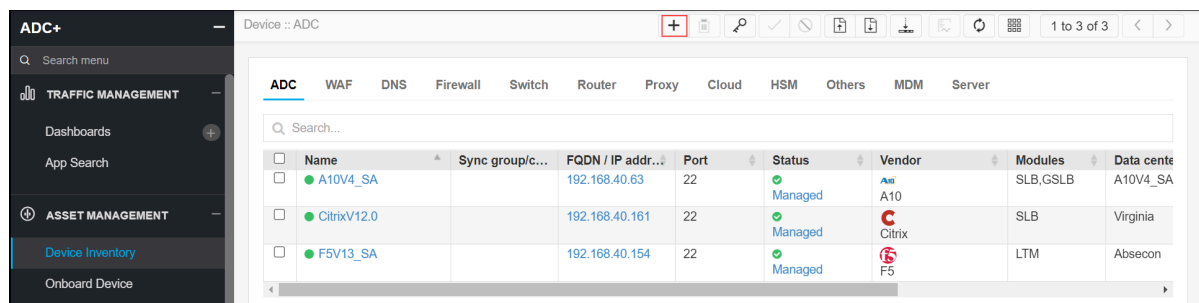 ADC+
Device :: ADC
1 to 3 of 3
Search menu
TRAFFIC MANAGEMENT
Dashboards
App Search
ASSET MANAGEMENT
Device Inventory
Onboard Device
ADC WAF DNS Firewall Switch Router Proxy Cloud HSM Others MDM Server
Search...
Name Sync group/c... FQDN / IP addr... Port Status Vendor Modules Data cente
A10V4_SA 192.168.40.63 22 Managed A10 A10 SLB,GSLB A10V4_SA
CitrixV12.0 192.168.40.161 22 Managed Citrix SLB Virginia
F5V13_SA 192.168.40.154 22 Managed F5 F5 LTM Absecon